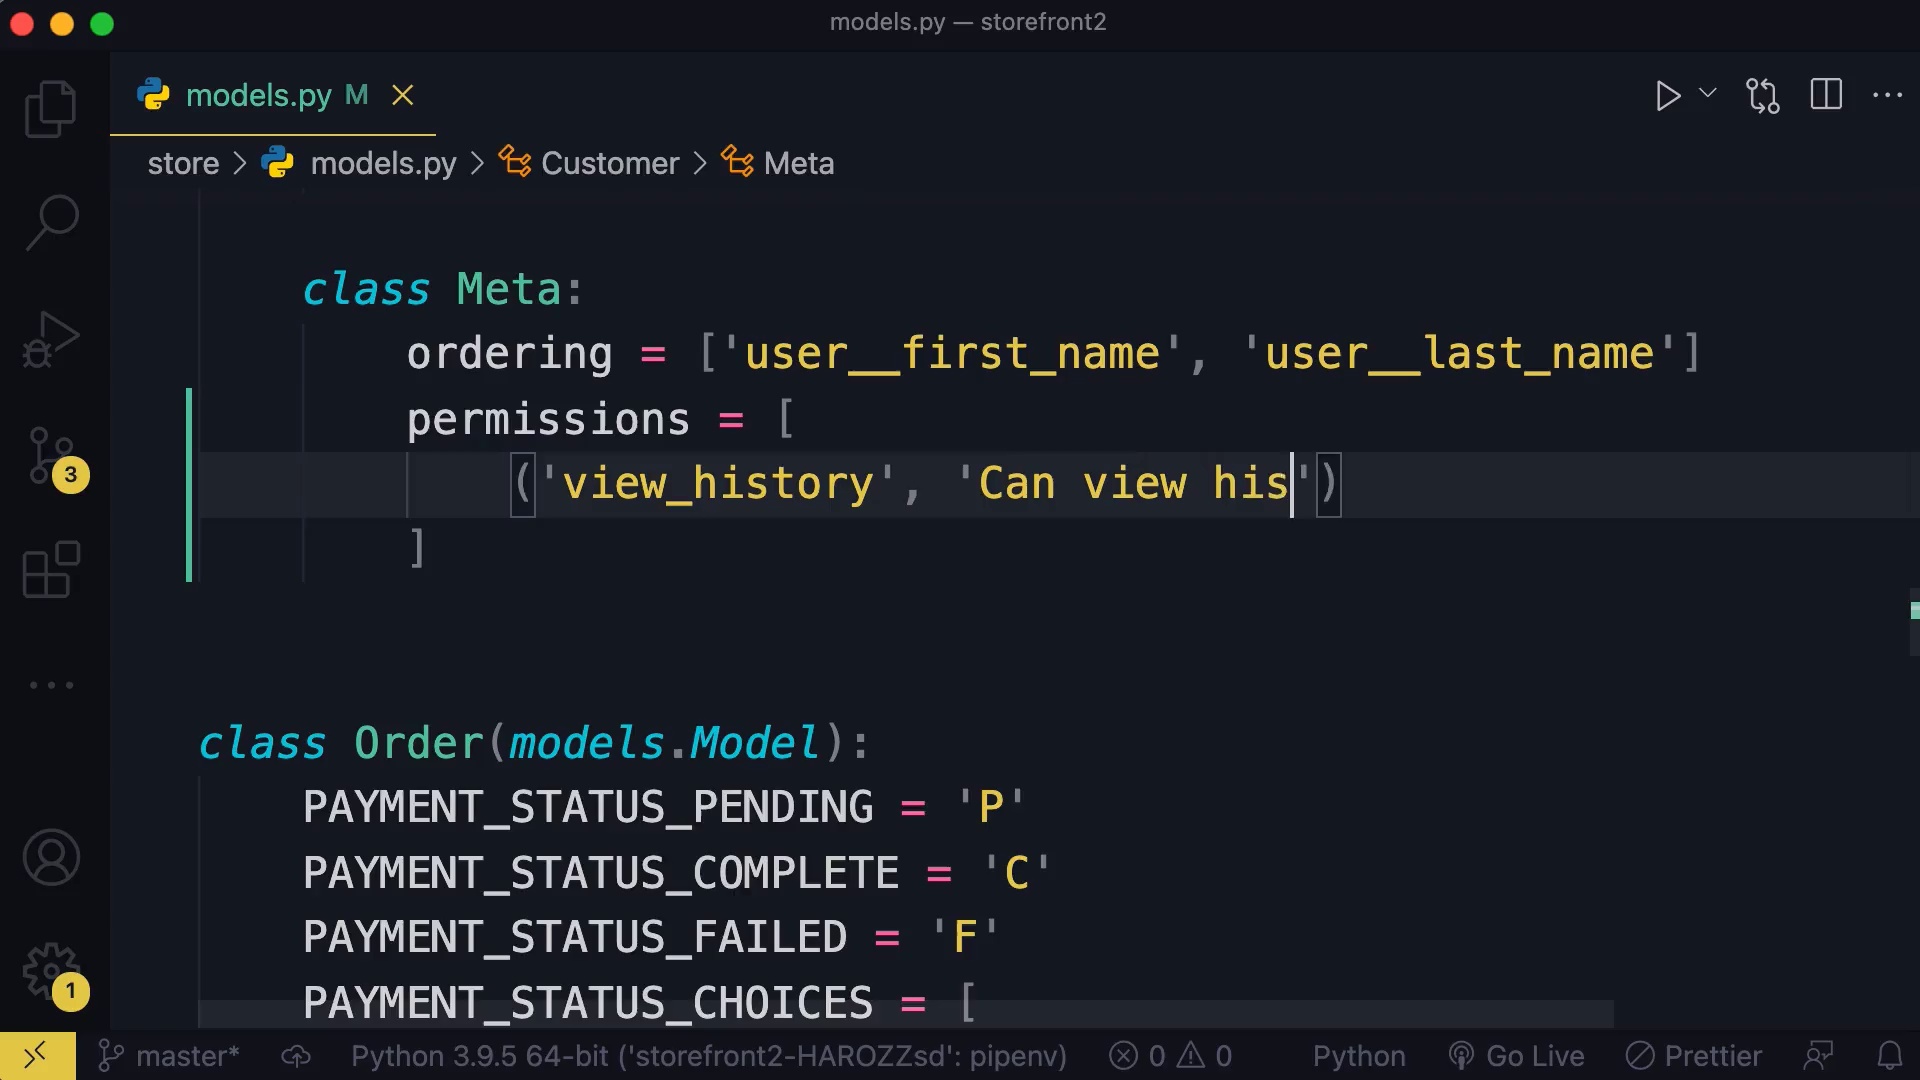 models.py — storefront2
models.py M
store > models.py > Customer > Meta
class Meta:
ordering = ['user__first_name', 'user__last_name']
permissions = [
('view_history', 'Can view his')
]
3
class Order(models.Model):
PAYMENT_STATUS_PENDING = 'P'
PAYMENT_STATUS_COMPLETE = 'C'
PAYMENT_STATUS_FAILED = 'F'
PAYMENT_STATUS_CHOICES = [
1
master* Python 3.9.5 64-bit ('storefront2-HAROZZsd': pipenv) 0 0 Python Go Live Prettier